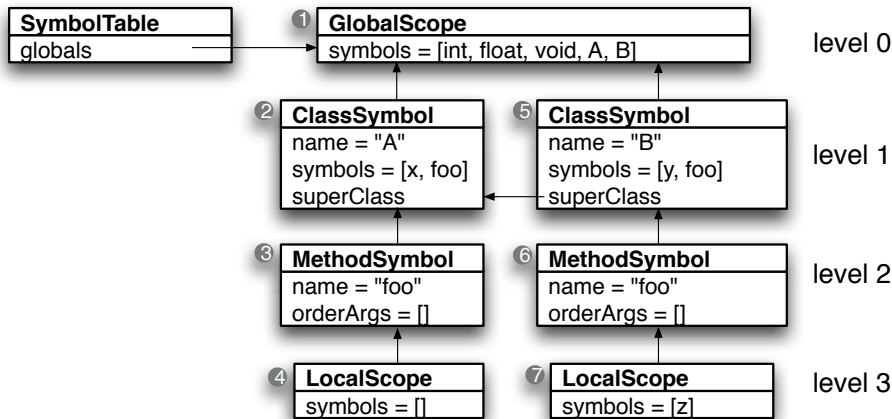 SymbolTable
globals
1
GlobalScope
symbols = [int, float, void, A, B]
level 0
2
ClassSymbol
name = "A"
symbols = [x, foo]
superClass
5
ClassSymbol
name = "B"
symbols = [y, foo]
superClass
level 1
3
MethodSymbol
name = "foo"
orderArgs = []
6
MethodSymbol
name = "foo"
orderArgs = []
level 2
4
LocalScope
symbols = []
7
LocalScope
symbols = [z]
level 3